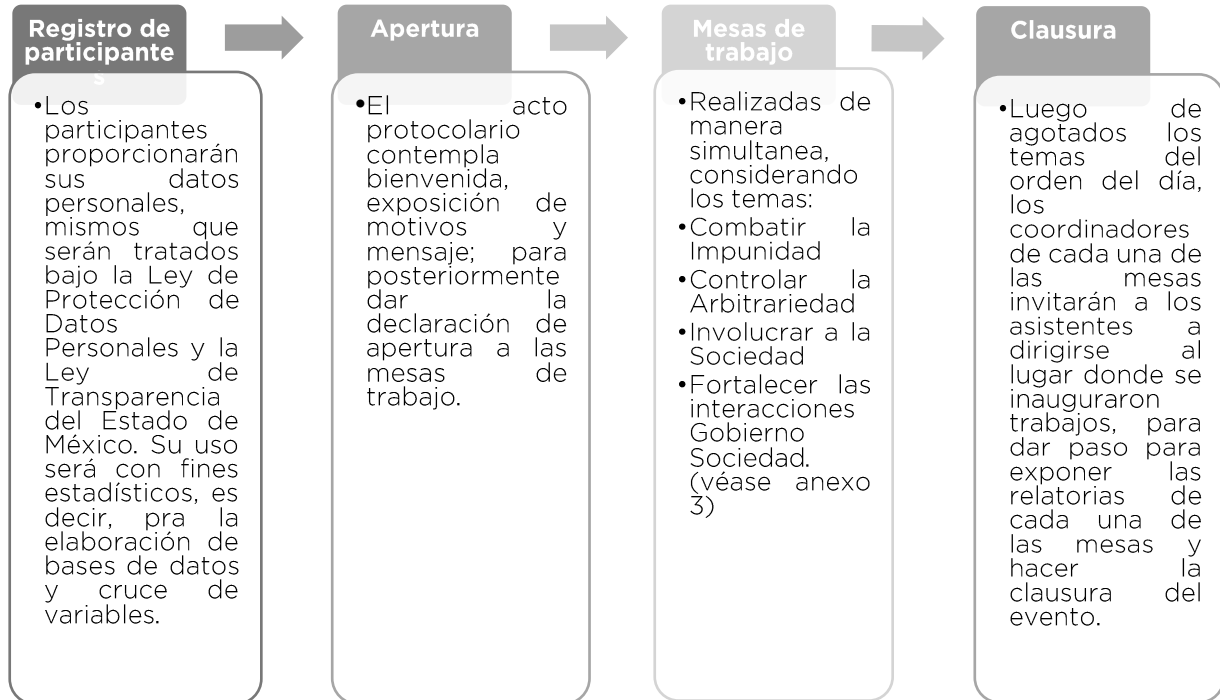 Registro de
participante
s
•Los
participantes
proporcionarán
sus datos
personales,
mismos que
serán tratados
bajo la Ley de
Protección de
Datos
Personales y la
Ley de
Transparencia
del Estado de
México. Su uso
será con fines
estadísticos, es
decir, pra la
elaboración de
bases de datos
y cruce de
variables.
Apertura
•El acto
protocolario
contempla
bienvenida,
exposición de
motivos y
mensaje; para
posteriormente
dar la
declaración de
apertura a las
mesas de
trabajo.
Mesas de
trabajo
•Realizadas de
manera
simultanea,
considerando
los temas:
•Combatir la
Impunidad
•Controlar la
Arbitrariedad
•Involucrar a la
Sociedad
•Fortalecer las
interacciones
Gobierno
Sociedad.
(véase anexo
3)
Clausura
•Luego de
agotados los
temas del
orden del día,
los
coordinadores
de cada una de
las mesas
invitarán a los
asistentes a
dirigirse al
lugar donde se
inauguraron
trabajos, para
dar paso para
exponer las
relatorias de
cada una de
las mesas y
hacer la
clausura del
evento.